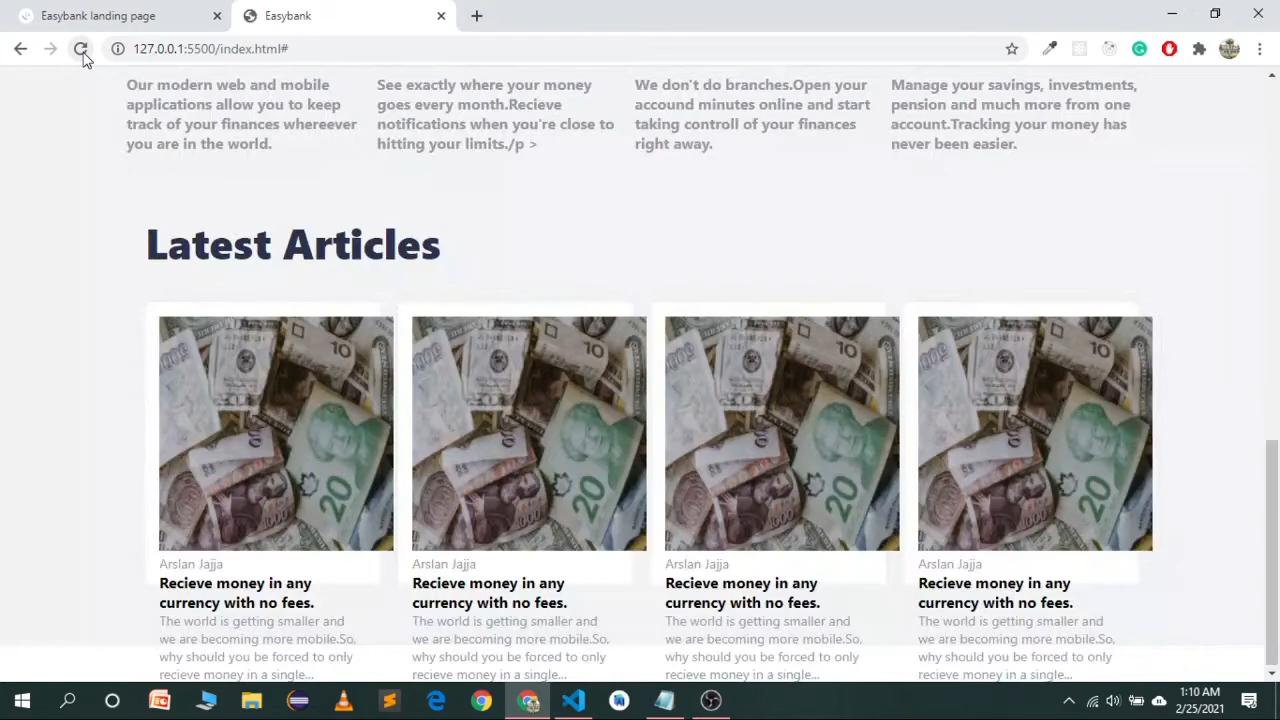 Easybank landing page
Easybank
127.0.0.1:5500/index.html#
Our modern web and mobile
applications allow you to keep
track of your finances whereever
you are in the world.
See exactly where your money
goes every month.Recieve
notifications when you're close to
hitting your limits./p >
We don't do branches.Open your
accound minutes online and start
taking controll of your finances
right away.
Manage your savings, investments,
pension and much more from one
account.Tracking your money has
never been easier.
Latest Articles
Arslan Jajja
Recieve money in any
currency with no fees.
The world is getting smaller and
we are becoming more mobile.So,
why should you be forced to only
recieve money in a single...
Arslan Jajja
Recieve money in any
currency with no fees.
The world is getting smaller and
we are becoming more mobile.So,
why should you be forced to only
recieve money in a single...
Arslan Jajja
Recieve money in any
currency with no fees.
The world is getting smaller and
we are becoming more mobile.So,
why should you be forced to only
recieve money in a single...
Arslan Jajja
Recieve money in any
currency with no fees.
The world is getting smaller and
we are becoming more mobile.So,
why should you be forced to only
recieve money in a single...
1:10 AM
2/25/2021